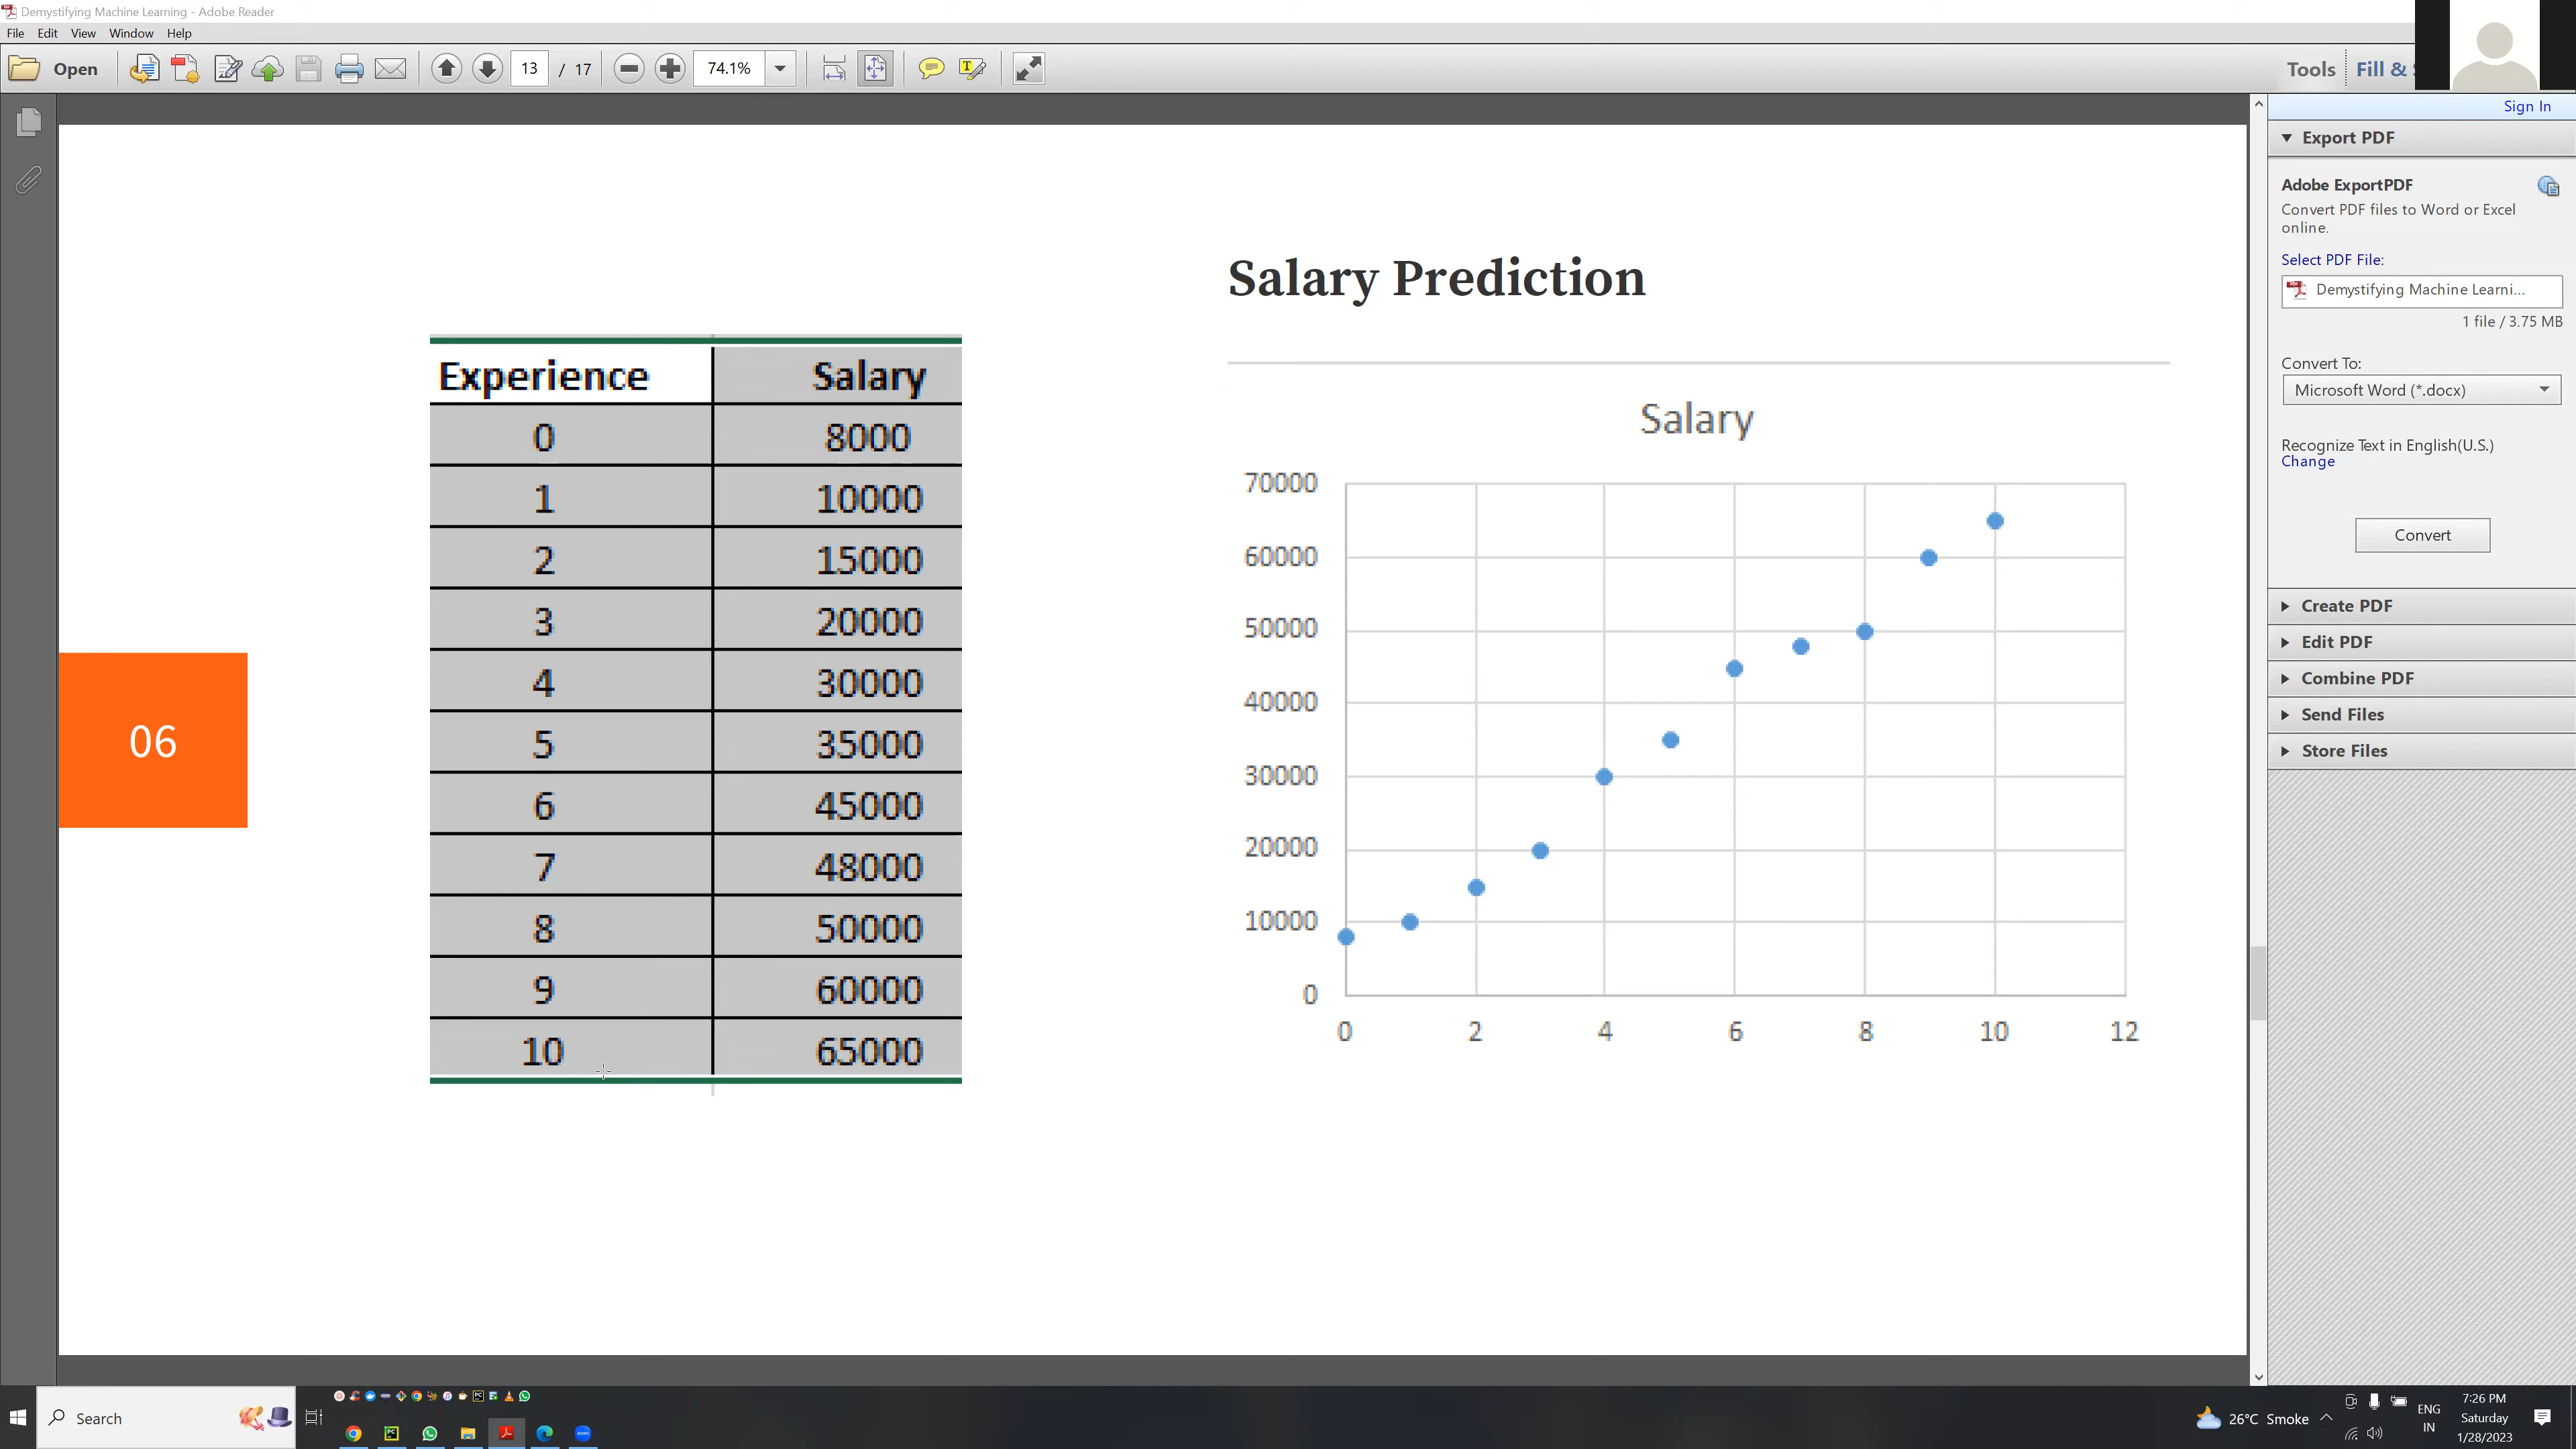 Demystifying Machine Learning - Adobe Reader
File Edit View Window Help
Open 13 / 17 74.1% Tools Fill &
Sign In
Export PDF
Adobe ExportPDF
Convert PDF files to Word or Excel
online.
Select PDF File:
Demystifying Machine Learni...
1 file / 3.75 MB
Convert To:
Microsoft Word (*.docx)
Recognize Text in English(U.S.)
Change
Convert
Create PDF
Edit PDF
Combine PDF
Send Files
Store Files
06
Experience Salary
0 8000
1 10000
2 15000
3 20000
4 30000
5 35000
6 45000
7 48000
8 50000
9 60000
10 65000
Salary Prediction
Salary
70000
60000
50000
40000
30000
20000
10000
0
0 2 4 6 8 10 12
Search
26°C Smoke
ENG
IN
7:26 PM
Saturday
1/28/2023